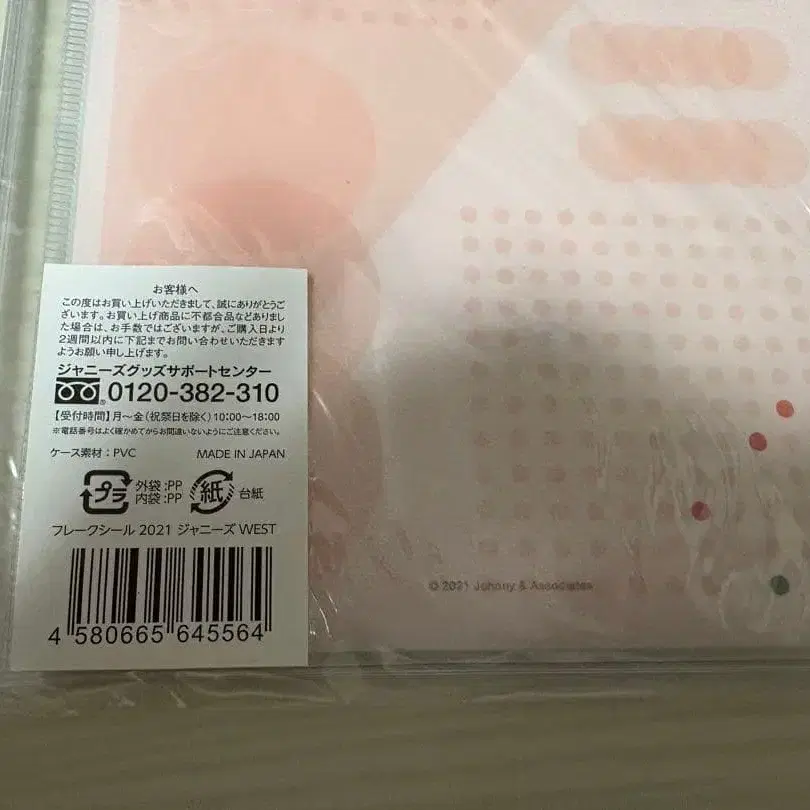 お客様へ
この度はお買い上げいただきまして、誠にありがとうご
ざいます。お買い上げ商品に不都合品などありまし
た場合は、お手数ではございますが、ご購入日より
2週間以内に下記までお問い合わせいただきます
ようお願い申し上げます。
ジャニーズグッズサポートセンター
0120-382-310
【受付時間】月〜金(祝祭日を除く)10:00〜18:00
※電話番号はよく確かめてからお間違いないようにご注意ください。
ケース素材:PVC MADE IN JAPAN
プラ 外袋:PP
内袋:PP
紙 台紙
フレークシール 2021 ジャニーズ WEST
4 580665 645564
© 2021 Johnny & Associates